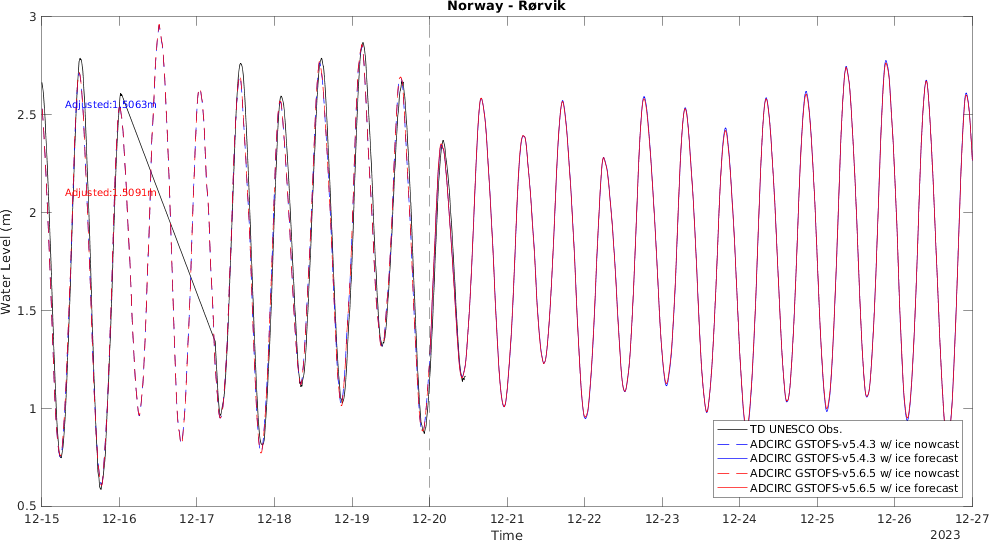 Norway - Rørvik
3
2.5
2
1.5
1
0.5
Water Level (m)
Adjusted:1.5063m
Adjusted:1.5091m
TD UNESCO Obs.
ADCIRC GSTOFS-v5.4.3 w/ ice nowcast
ADCIRC GSTOFS-v5.4.3 w/ ice forecast
ADCIRC GSTOFS-v5.6.5 w/ ice nowcast
ADCIRC GSTOFS-v5.6.5 w/ ice forecast
12-15 12-16 12-17 12-18 12-19 12-20 12-21 12-22 12-23 12-24 12-25 12-26 12-27
Time
2023